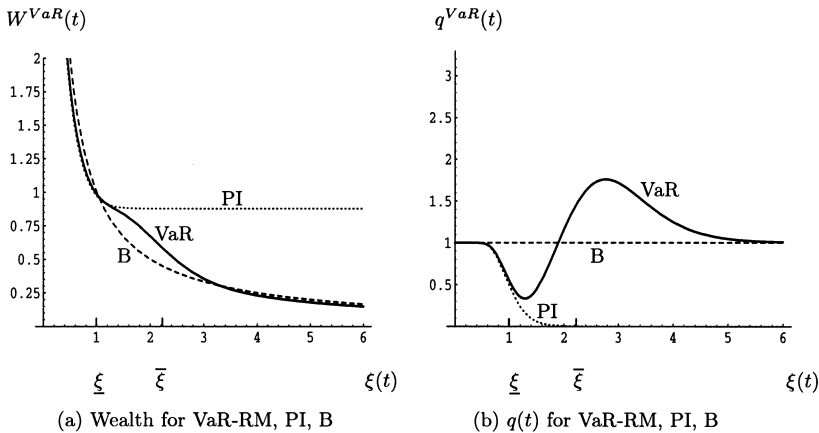 W^{VaR}(t)
2
1.75
1.5
1.25
1
0.75
0.5
0.25
PI
VaR
B
1 2 3 4 5 6
ξ ξ̅ ξ(t)
(a) Wealth for VaR-RM, PI, B
q^{VaR}(t)
3
2.5
2
1.5
1
0.5
VaR
B
PI
1 2 3 4 5 6
ξ ξ̅ ξ(t)
(b) q(t) for VaR-RM, PI, B